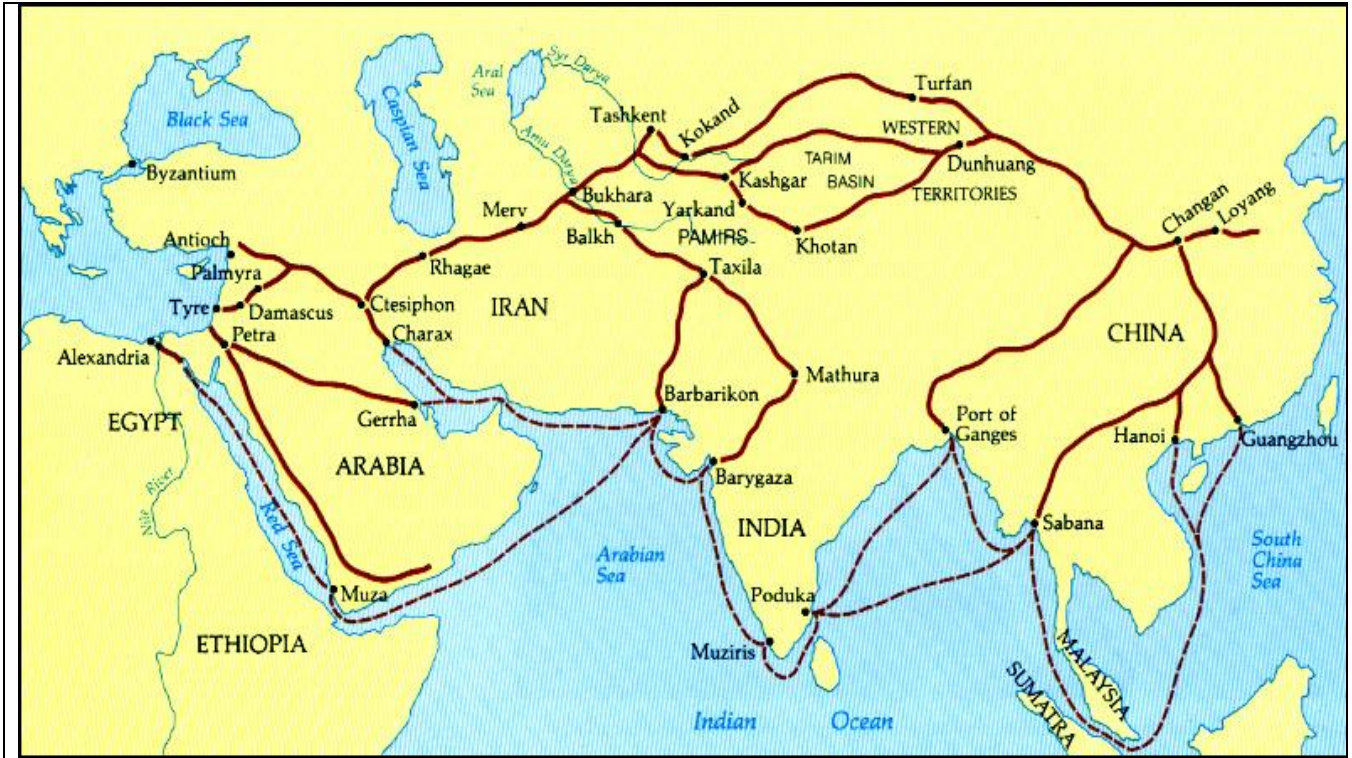 Black Sea
Caspian Sea
Aral
Sea
Syr Darya
Amu Darya
Turfan
Tashkent
Kokand
WESTERN
Dunhuang
TARIM
BASIN
TERRITORIES
Kashgar
Byzantium
Bukhara
Yarkand
Merv
Balkh
PAMIRS
Khotan
Changan
Loyang
Antioch
Palmyra
Rhagae
Taxila
Tyre
Damascus
Ctesiphon
IRAN
Petra
Charax
CHINA
Alexandria
Mathura
Barbarikon
EGYPT
Gerrha
Port of
Ganges
Hanoi
Guangzhou
ARABIA
Barygaza
Nile River
Red Sea
INDIA
Sabana
Arabian
Sea
South
China
Sea
Muza
Poduka
ETHIOPIA
Muziris
MALAYSIA
SUMATRA
Indian Ocean